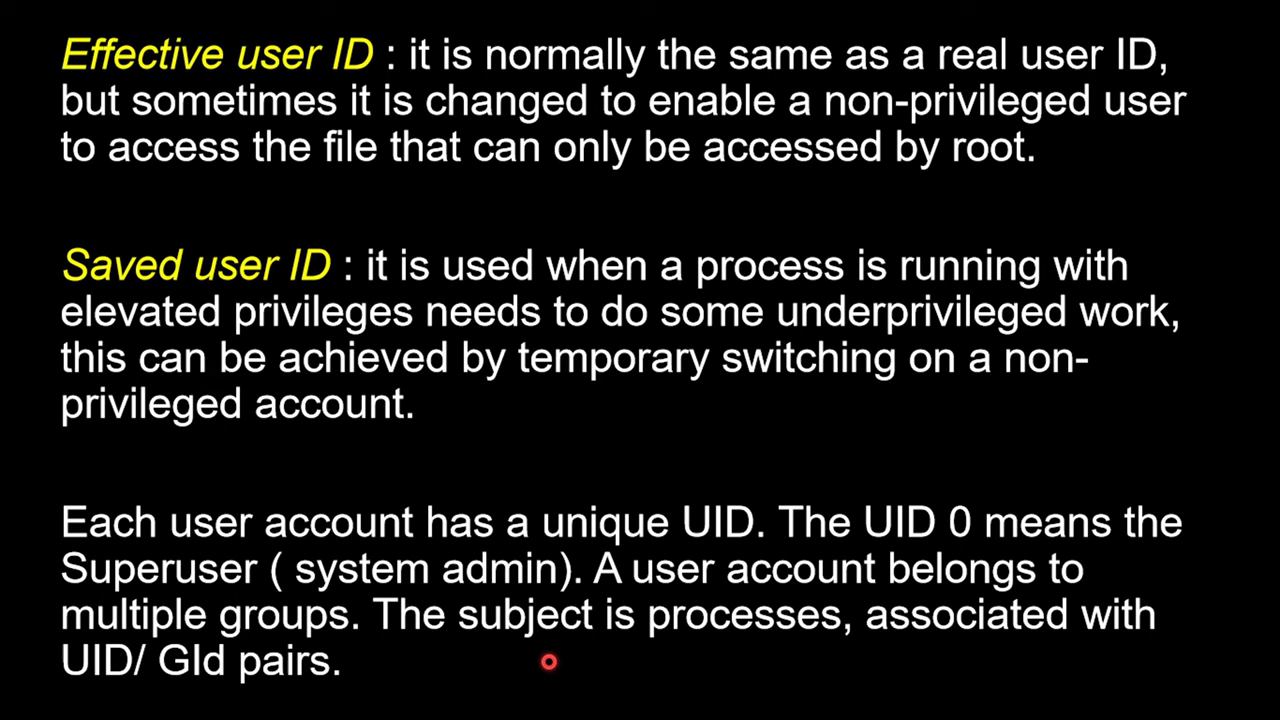 Effective user ID : it is normally the same as a real user ID,
but sometimes it is changed to enable a non-privileged user
to access the file that can only be accessed by root.
Saved user ID : it is used when a process is running with
elevated privileges needs to do some underprivileged work,
this can be achieved by temporary switching on a non-
privileged account.
Each user account has a unique UID. The UID 0 means the
Superuser ( system admin). A user account belongs to
multiple groups. The subject is processes, associated with
UID/ GId pairs.